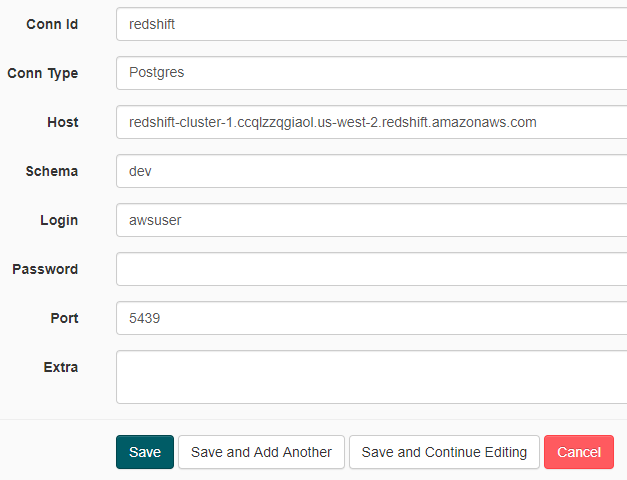 Conn Id redshift
Conn Type Postgres
Host redshift-cluster-1.ccqlzzqgiaol.us-west-2.redshift.amazonaws.com
Schema dev
Login awsuser
Password
Port 5439
Extra
Save Save and Add Another Save and Continue Editing Cancel